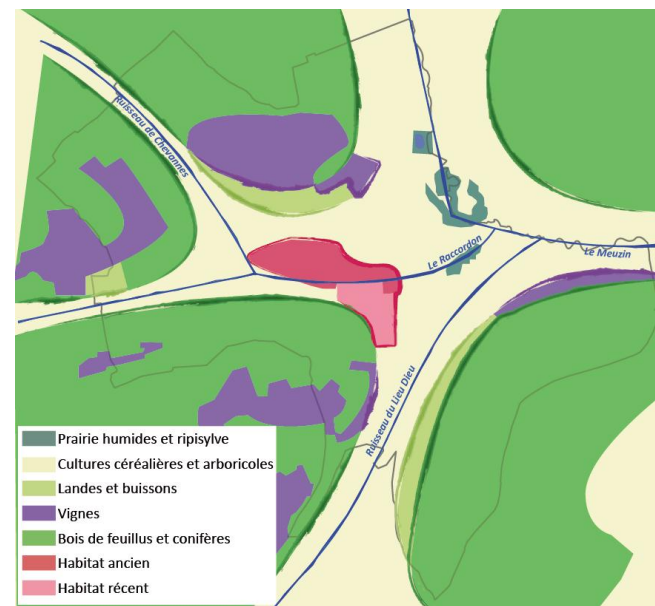 Ruisseau de Chevannes
Le Raccordon
Le Meuzin
Ruisseau du Lieu Dieu
Prairie humides et ripisylve
Cultures céréalières et arboricoles
Landes et buissons
Vignes
Bois de feuillus et conifères
Habitat ancien
Habitat récent